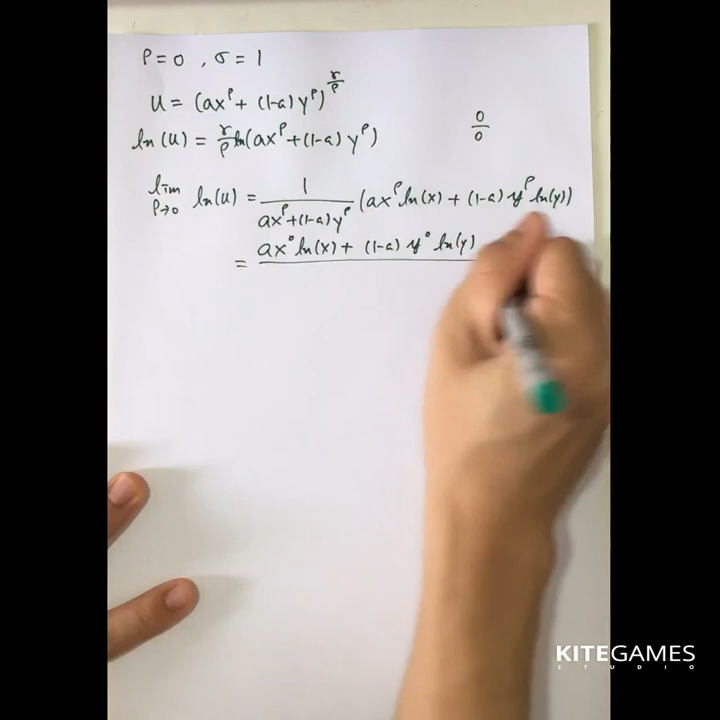 ρ = 0 , σ = 1
u = (ax^ρ + (1-a) y^ρ)^{r/ρ}
ln(u) = r/ρ ln(ax^ρ + (1-a) y^ρ)
0/0
lim ρ→0 ln(u) = 1/(ax^ρ + (1-a) y^ρ) (ax^ρ ln(x) + (1-a) y^ρ ln(y))
= ax^0 ln(x) + (1-a) y^0 ln(y)
KITEGAMES
STUDIO